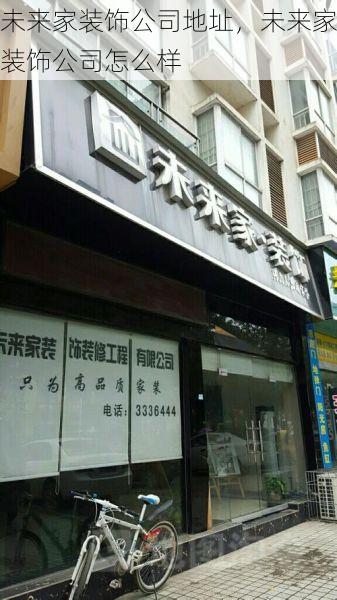 未来家装饰公司地址，未来家
装饰公司怎么样
未来家·装饰
未来家装 饰装修工程 有限公司
只为高品质家装
电话：3336444